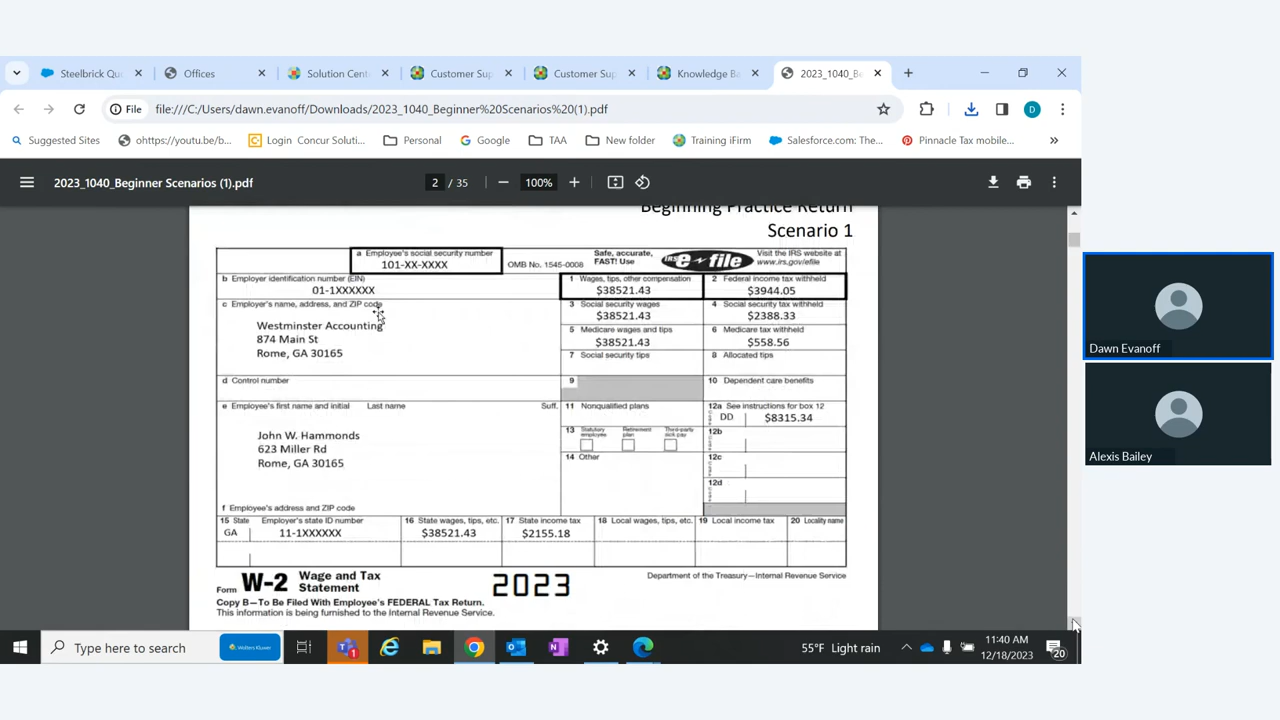 Steelbrick Qu
Offices
Solution Cent
Customer Sup
Customer Sup
Knowledge Ba
2023_1040_Be
File
file:///C:/Users/dawn.evanoff/Downloads/2023_1040_Beginner%20Scenarios%20(1).pdf
D
Suggested Sites
ohttps://youtu.be/b...
Login Concur Soluti...
Personal
Google
TAA
New folder
Training iFirm
Salesforce.com: The...
Pinnacle Tax mobile...
2023_1040_Beginner Scenarios (1).pdf
2 / 35
100%
Beginning Practice Return
Scenario 1
a Employee's social security number
101-XX-XXXX
OMB No. 1545-0008
Safe, accurate,
FAST! Use
IRS e-file
Visit the IRS website at
www.irs.gov/efile
b Employer identification number (EIN)
01-1XXXXXX
1 Wages, tips, other compensation
$38521.43
2 Federal income tax withheld
$3944.05
c Employer's name, address, and ZIP code
Westminster Accounting
874 Main St
Rome, GA 30165
3 Social security wages
$38521.43
4 Social security tax withheld
$2388.33
5 Medicare wages and tips
$38521.43
6 Medicare tax withheld
$558.56
7 Social security tips
8 Allocated tips
d Control number
9
10 Dependent care benefits
e Employee's first name and initial Last name Suff.
John W. Hammonds
623 Miller Rd
Rome, GA 30165
11 Nonqualified plans
12a See instructions for box 12
DD $8315.34
13 Statutory employee Retirement plan Third-party sick pay
12b
14 Other
12c
12d
f Employee's address and ZIP code
15 State Employer's state ID number
GA 11-1XXXXXX
16 State wages, tips, etc.
$38521.43
17 State income tax
$2155.18
18 Local wages, tips, etc.
19 Local income tax
20 Locality name
Form W-2 Wage and Tax
Statement
2023
Department of the Treasury—Internal Revenue Service
Copy B—To Be Filed With Employee's FEDERAL Tax Return.
This information is being furnished to the Internal Revenue Service.
Dawn Evanoff
Alexis Bailey
Type here to search
Wolters Kluwer
1
55°F Light rain
11:40 AM
12/18/2023
20